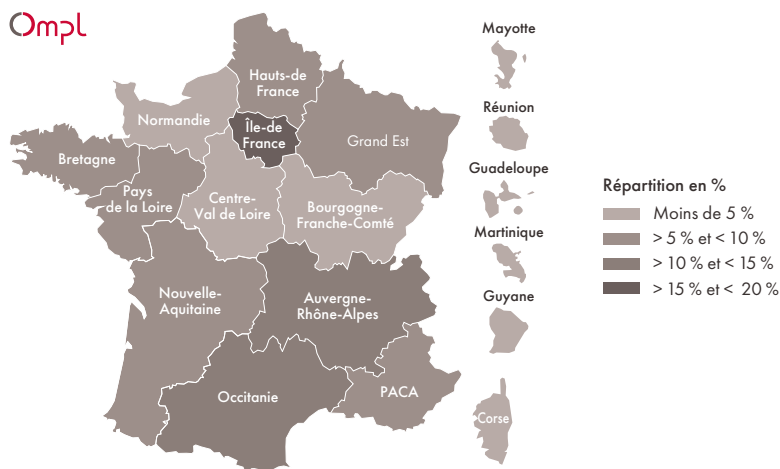 Ompl
Hauts-de
France
Normandie
Île-de
France
Grand Est
Bretagne
Pays
de la Loire
Centre-
Val de Loire
Bourgogne-
Franche-Comté
Nouvelle-
Aquitaine
Auvergne-
Rhône-Alpes
Occitanie
PACA
Mayotte
Réunion
Guadeloupe
Martinique
Guyane
Corse
Répartition en %
Moins de 5 %
> 5 % et < 10 %
> 10 % et < 15 %
> 15 % et < 20 %